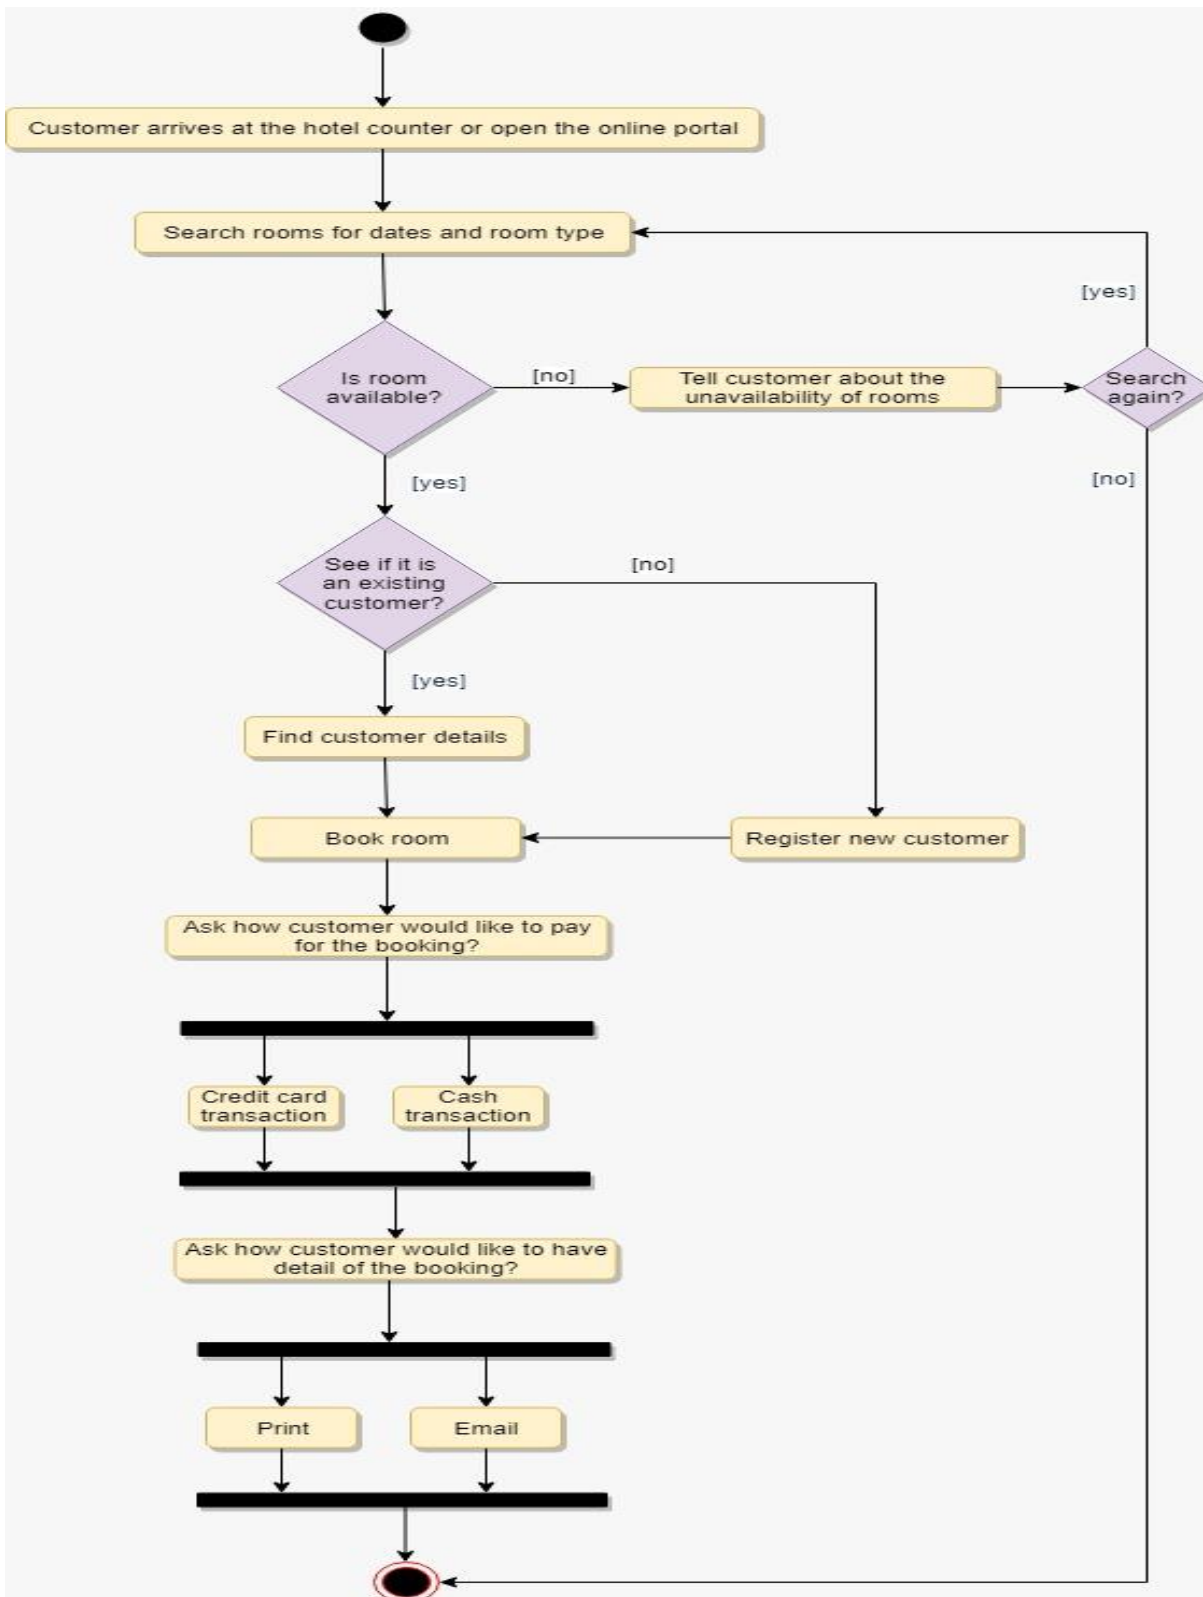 Customer arrives at the hotel counter or open the online portal
Search rooms for dates and room type
[yes]
Is room
available?
[no]
Tell customer about the
unavailability of rooms
Search
again?
[yes]
[no]
See if it is
an existing
customer?
[no]
[yes]
Find customer details
Book room
Register new customer
Ask how customer would like to pay
for the booking?
Credit card
transaction
Cash
transaction
Ask how customer would like to have
detail of the booking?
Print
Email